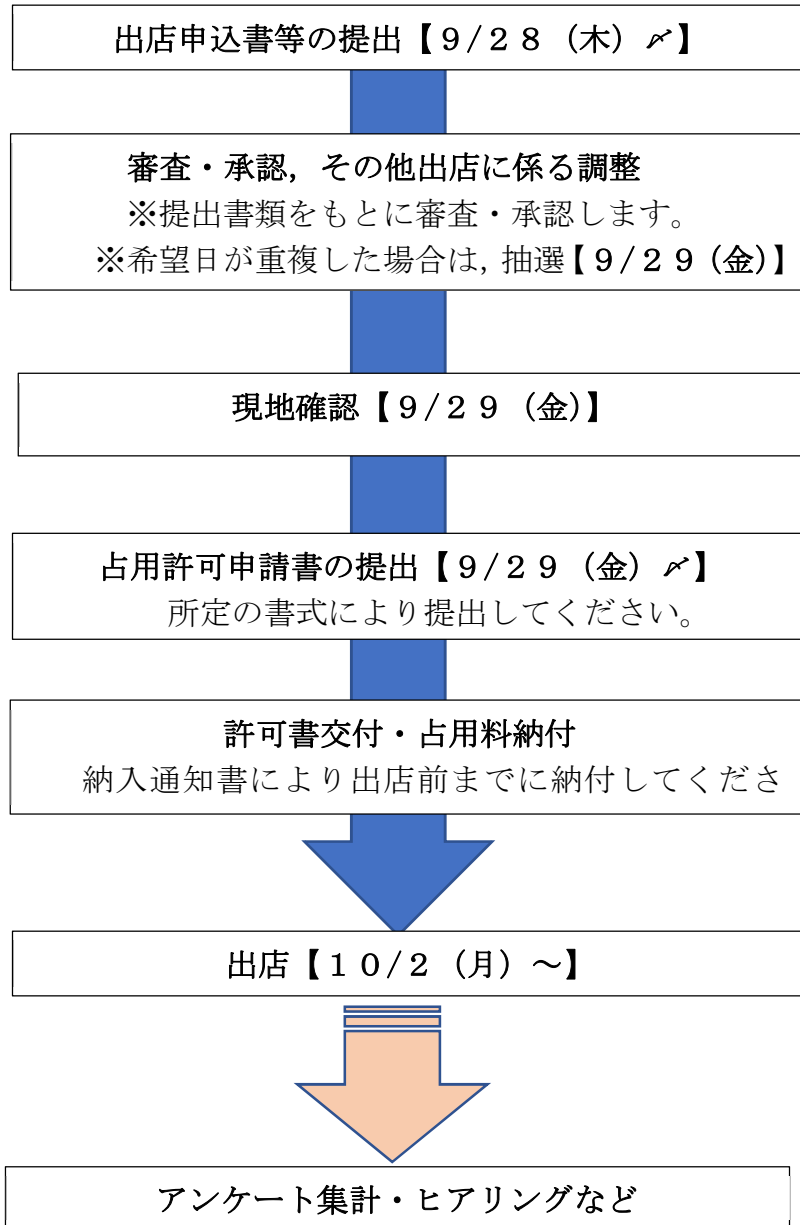 出店申込書等の提出【９/２８（木）〆】
審査・承認，その他出店に係る調整
※提出書類をもとに審査・承認します。
※希望日が重複した場合は，抽選【９/２９（金）】
現地確認【９/２９（金）】
占用許可申請書の提出【９/２９（金）〆】
所定の書式により提出してください。
許可書交付・占用料納付
納入通知書により出店前までに納付してくださ
出店【１０/２（月）～】
アンケート集計・ヒアリングなど